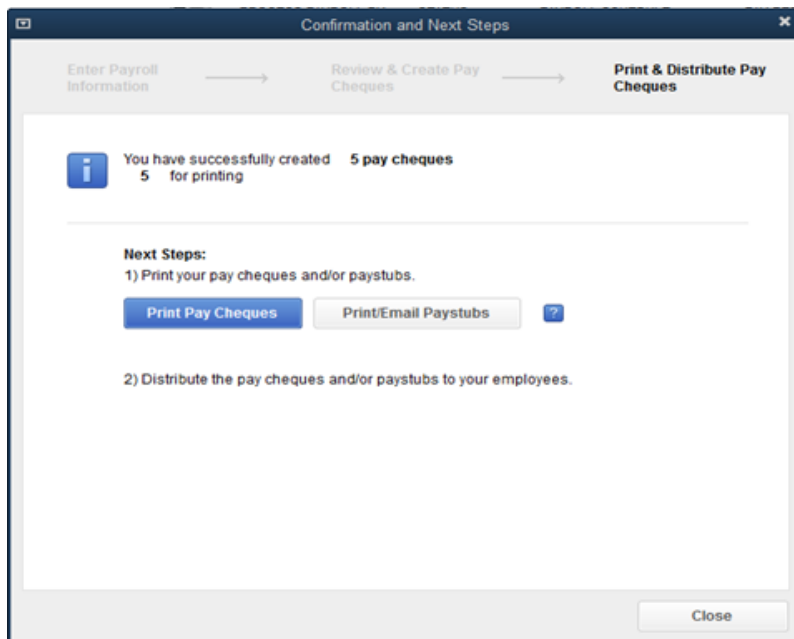 Confirmation and Next Steps
Enter Payroll
Information
Review & Create Pay
Cheques
Print & Distribute Pay
Cheques
You have successfully created 5 pay cheques
5 for printing
Next Steps:
1) Print your pay cheques and/or paystubs.
Print Pay Cheques
Print/Email Paystubs
?
2) Distribute the pay cheques and/or paystubs to your employees.
Close